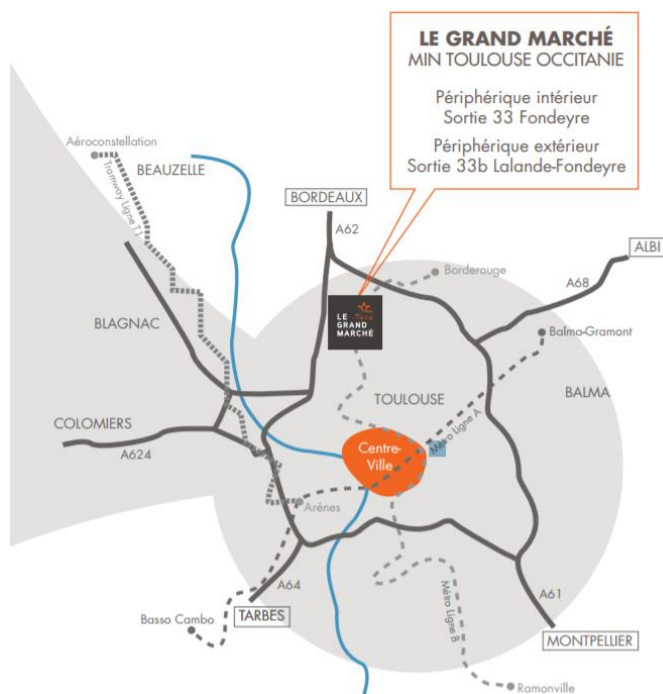 LE GRAND MARCHÉ
MIN TOULOUSE OCCITANIE
Périphérique intérieur
Sortie 33 Fondeyre
Périphérique extérieur
Sortie 33b Lalande-Fondeyre
Aéroconstellation
BEAUZELLE
Tramway Ligne T1
BORDEAUX
A62
ALBI
Borderouge
A68
LE
GRAND
MARCHÉ
Balma-Gramont
BLAGNAC
TOULOUSE
BALMA
COLOMIERS
A624
Centre-
Ville
Métro Ligne A
Arènes
A64
TARBES
Basso Cambo
Métro Ligne B
A61
MONTPELLIER
Ramonville